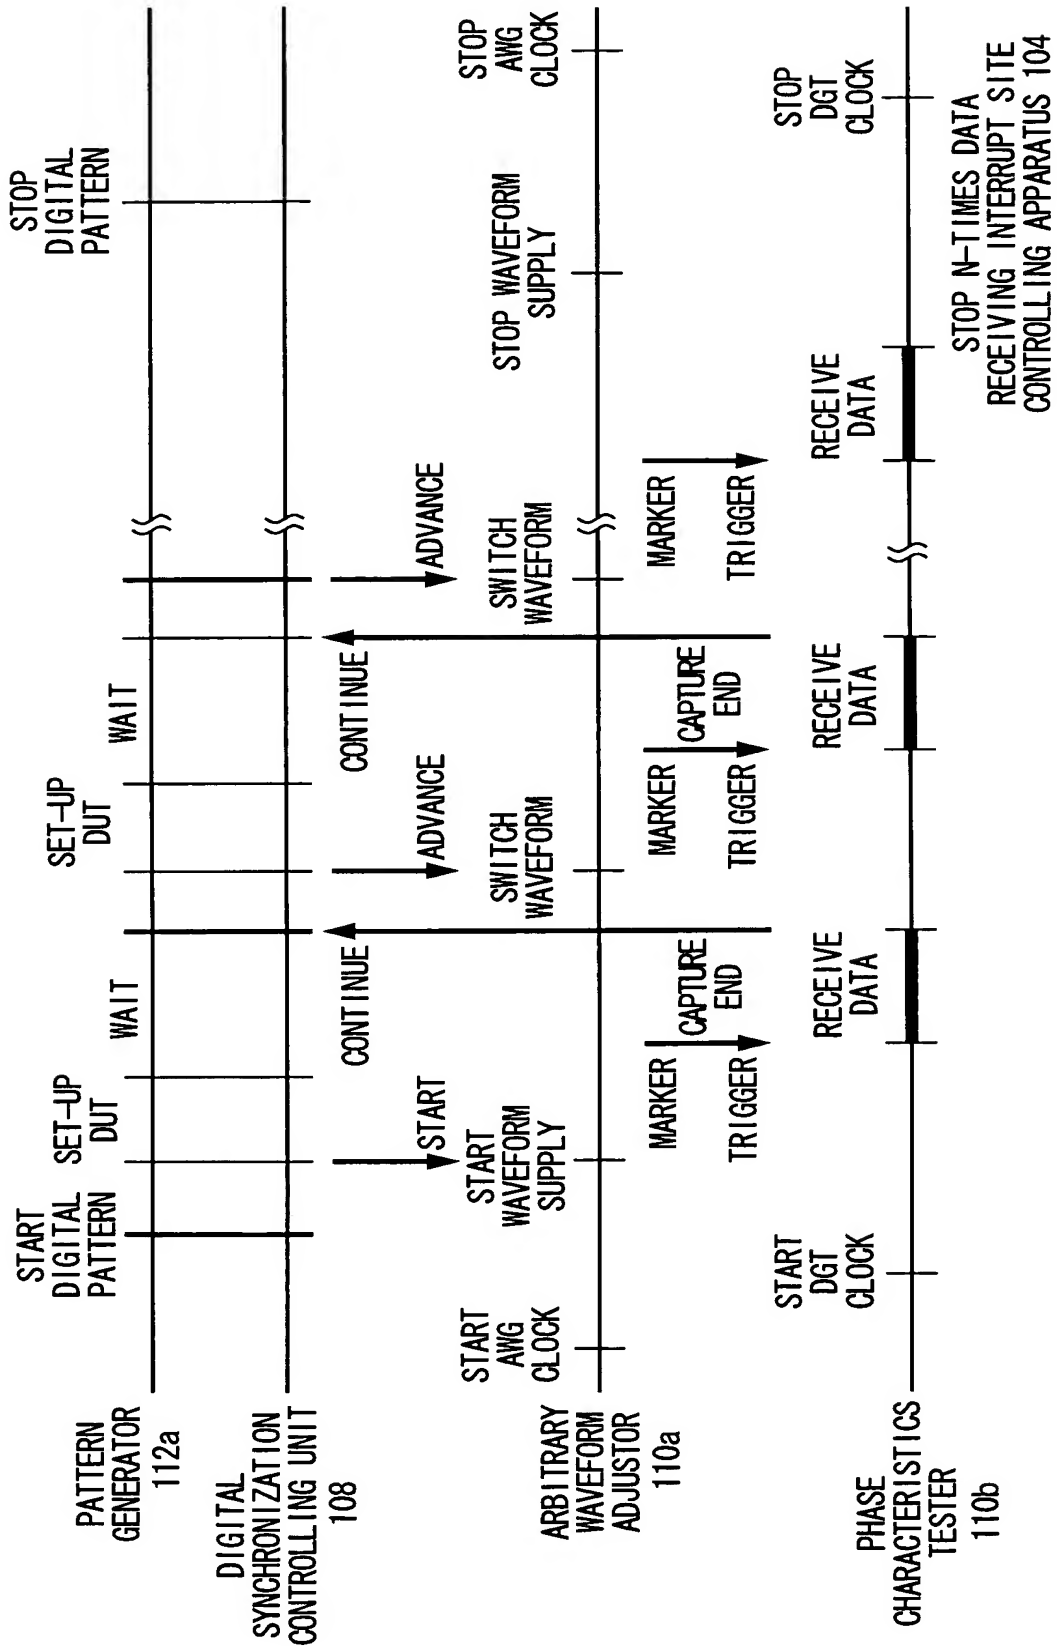 PATTERN
GENERATOR
112a
START
DIGITAL
PATTERN
SET-UP
DUT
WAIT
SET-UP
DUT
WAIT
STOP
DIGITAL
PATTERN
DIGITAL
SYNCHRONIZATION
CONTROLLING UNIT
108
START
CONTINUE
ADVANCE
CONTINUE
ADVANCE
ARBITRARY
WAVEFORM
ADJUSTOR
110a
START
AWG
CLOCK
START
WAVEFORM
SUPPLY
SWITCH
WAVEFORM
SWITCH
WAVEFORM
STOP WAVEFORM
SUPPLY
STOP
AWG
CLOCK
MARKER
TRIGGER
CAPTURE
END
MARKER
TRIGGER
CAPTURE
END
MARKER
TRIGGER
PHASE
CHARACTERISTICS
TESTER
110b
START
DGT
CLOCK
RECEIVE
DATA
RECEIVE
DATA
RECEIVE
DATA
STOP
DGT
CLOCK
STOP N-TIMES DATA
RECEIVING INTERRUPT SITE
CONTROLLING APPARATUS 104